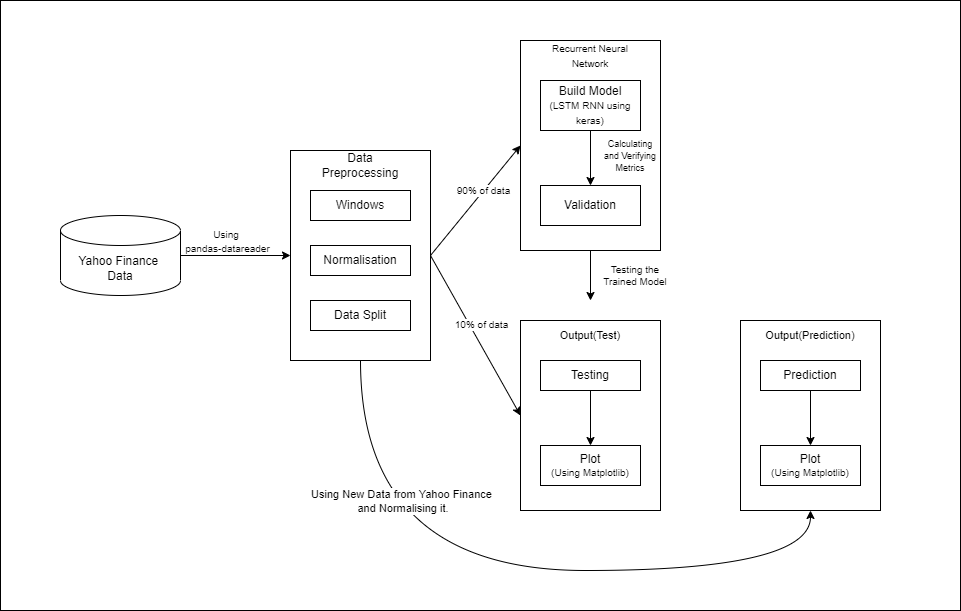 Yahoo Finance
Data
Using
pandas-datareader
Data
Preprocessing
Windows
Normalisation
Data Split
90% of data
10% of data
Recurrent Neural
Network
Build Model
(LSTM RNN using
keras)
Calculating
and Verifying
Metrics
Validation
Testing the
Trained Model
Output(Test)
Testing
Plot
(Using Matplotlib)
Output(Prediction)
Prediction
Plot
(Using Matplotlib)
Using New Data from Yahoo Finance
and Normalising it.